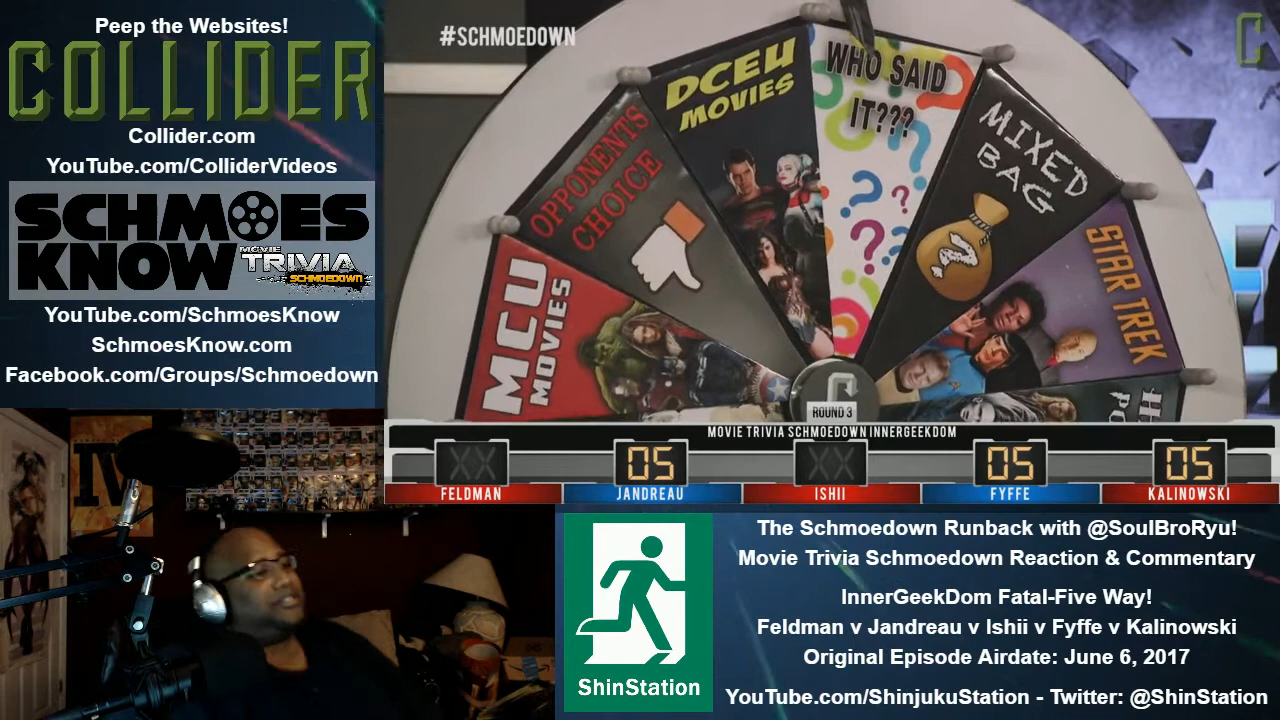 Peep the Websites!
COLLIDER
Collider.com
YouTube.com/ColliderVideos
SCHMOES
KNOW
MOVIE
TRIVIA
SCHMOEDOWN
YouTube.com/SchmoesKnow
SchmoesKnow.com
Facebook.com/Groups/Schmoedown
#SCHMOEDOWN
MCU
MOVIES
OPPONENTS
CHOICE
DCEU
MOVIES
WHO SAID
IT???
MIXED
BAG
STAR TREK
ROUND 3
MOVIE TRIVIA SCHMOEDOWN INNERGEEKDOM
XX 05 XX 05 05
FELDMAN JANDREAU ISHII FYFFE KALINOWSKI
IV
ShinStation
The Schmoedown Runback with @SoulBroRyu!
Movie Trivia Schmoedown Reaction & Commentary
InnerGeekDom Fatal-Five Way!
Feldman v Jandreau v Ishii v Fyffe v Kalinowski
Original Episode Airdate: June 6, 2017
YouTube.com/ShinjukuStation - Twitter: @ShinStation